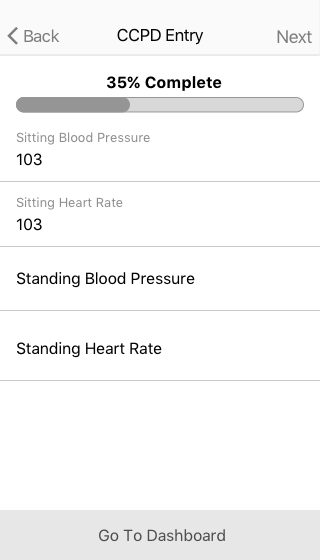 Back
CCPD Entry
Next
35% Complete
Sitting Blood Pressure
103
Sitting Heart Rate
103
Standing Blood Pressure
Standing Heart Rate
Go To Dashboard